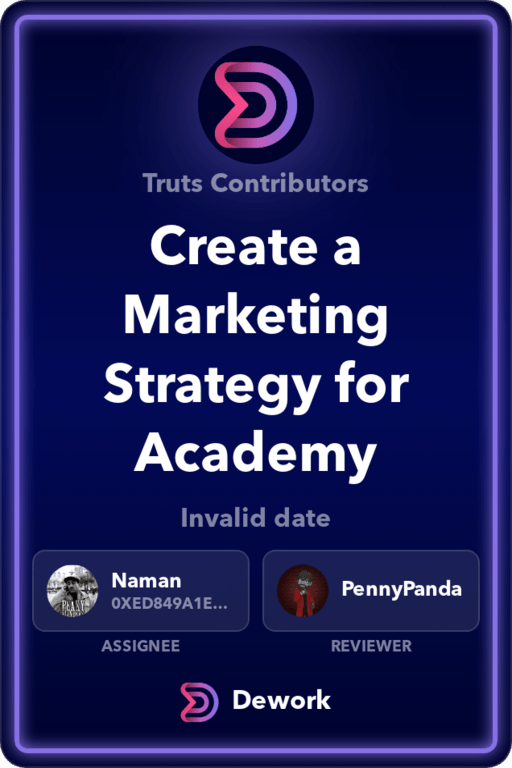 Truts Contributors
Create a
Marketing
Strategy for
Academy
Invalid date
Naman
0XED849A1E...
PennyPanda
ASSIGNEE
REVIEWER
Dework